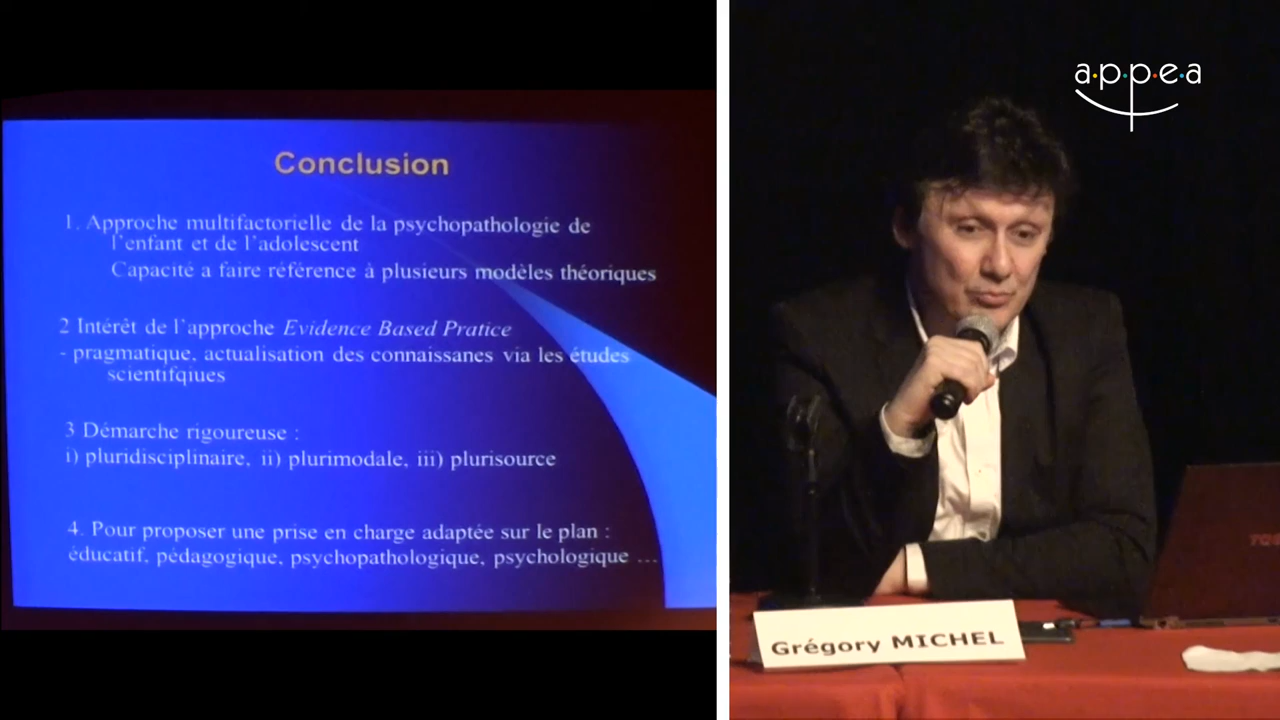 Conclusion
1. Approche multifactorielle de la psychopathologie de
l'enfant et de l'adolescent
Capacité a faire référence à plusieurs modèles théoriques
2 Intérêt de l'approche Evidence Based Pratice
- pragmatique, actualisation des connaissanes via les études
scientifqiues
3 Démarche rigoureuse :
i) pluridisciplinaire, ii) plurimodale, iii) plurisource
4. Pour proposer une prise en charge adaptée sur le plan :
éducatif, pédagogique, psychopathologique, psychologique ...
a.p.p.e.a
Grégory MICHEL